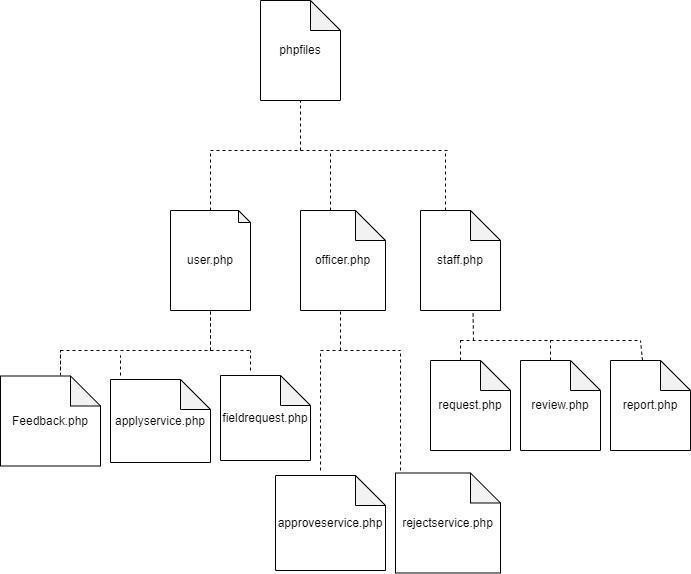 phpfiles
user.php
officer.php
staff.php
Feedback.php
applyservice.php
fieldrequest.php
request.php
review.php
report.php
approveservice.php
rejectservice.php